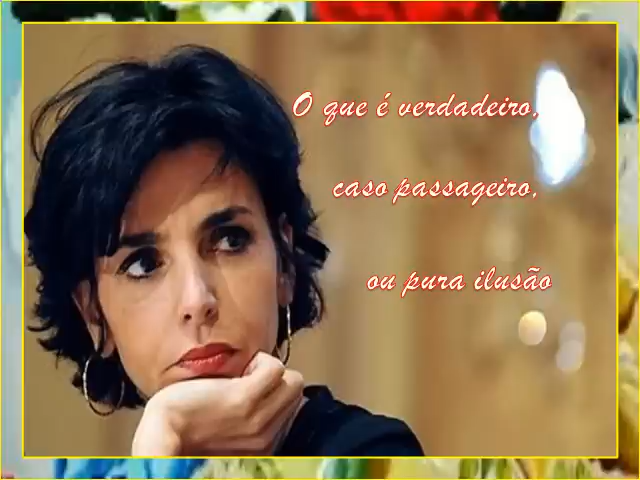 O que é verdadeiro,
caso passageiro,
ou pura ilusão